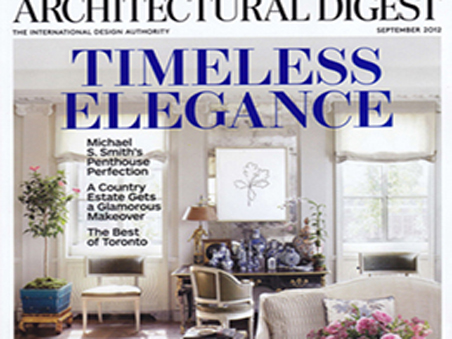 ARCHITECTURAL DIGEST
THE INTERNATIONAL DESIGN AUTHORITY
SEPTEMBER 2012
TIMELESS
ELEGANCE
Michael
S. Smith's
Penthouse
Perfection
A Country
Estate Gets
a Glamorous
Makeover
The Best
of Toronto